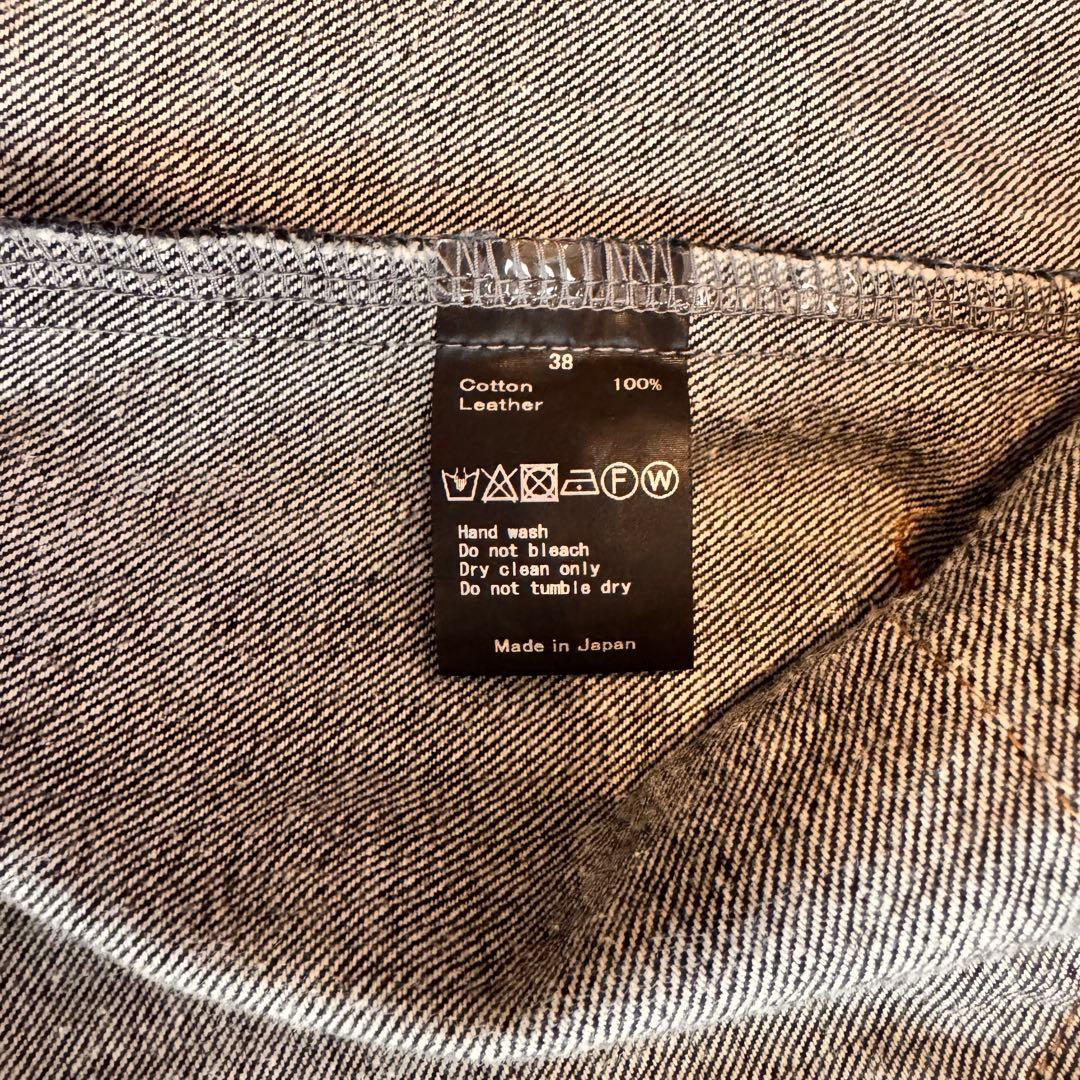 38
Cotton 100%
Leather
F W
Hand wash
Do not bleach
Dry clean only
Do not tumble dry
Made in Japan